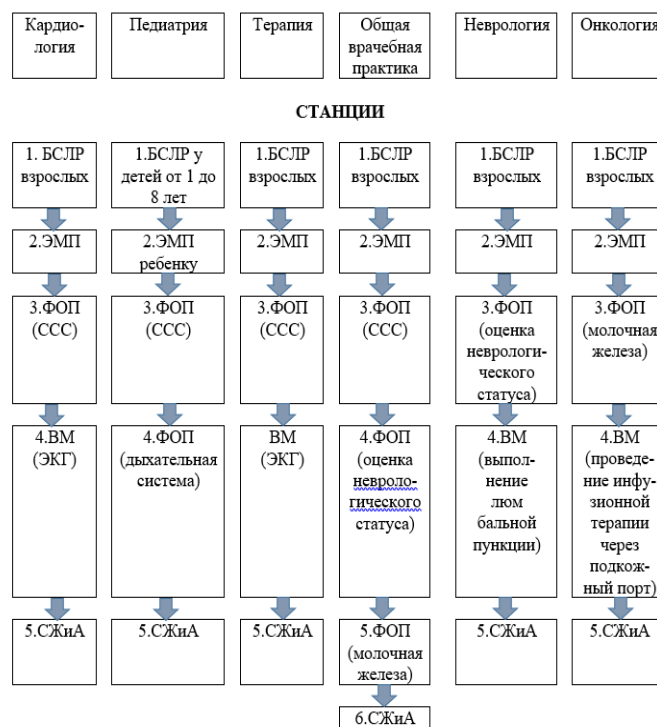 Кардио-
логия
Педиатрия
Терапия
Общая
врачебная
практика
Неврология
Онкология
СТАНЦИИ
1. БСЛР
взрослых
1.БСЛР у
детей от 1 до
8 лет
1.БСЛР
взрослых
1.БСЛР
взрослых
1.БСЛР
взрослых
1.БСЛР
взрослых
2.ЭМП
2.ЭМП
ребенку
2.ЭМП
2.ЭМП
2.ЭМП
2.ЭМП
3.ФОП
(ССС)
3.ФОП
(ССС)
3.ФОП
(ССС)
3.ФОП
(ССС)
3.ФОП
(оценка
неврологи-
ческого
статуса)
3.ФОП
(молочная
железа)
4.ВМ
(ЭКГ)
4.ФОП
(дыхательная
система)
ВМ
(ЭКГ)
4.ФОП
(оценка
невроло-
гического
статуса)
4.ВМ
(выпол-
нение
люм
бальной
пункции)
4.ВМ
(проведе-
ние инфу-
зионной
терапии
через
подкож-
ный порт)
5.СЖиА
5.СЖиА
5.СЖиА
5.ФОП
(молочная
железа)
5.СЖиА
5.СЖиА
6.СЖиА